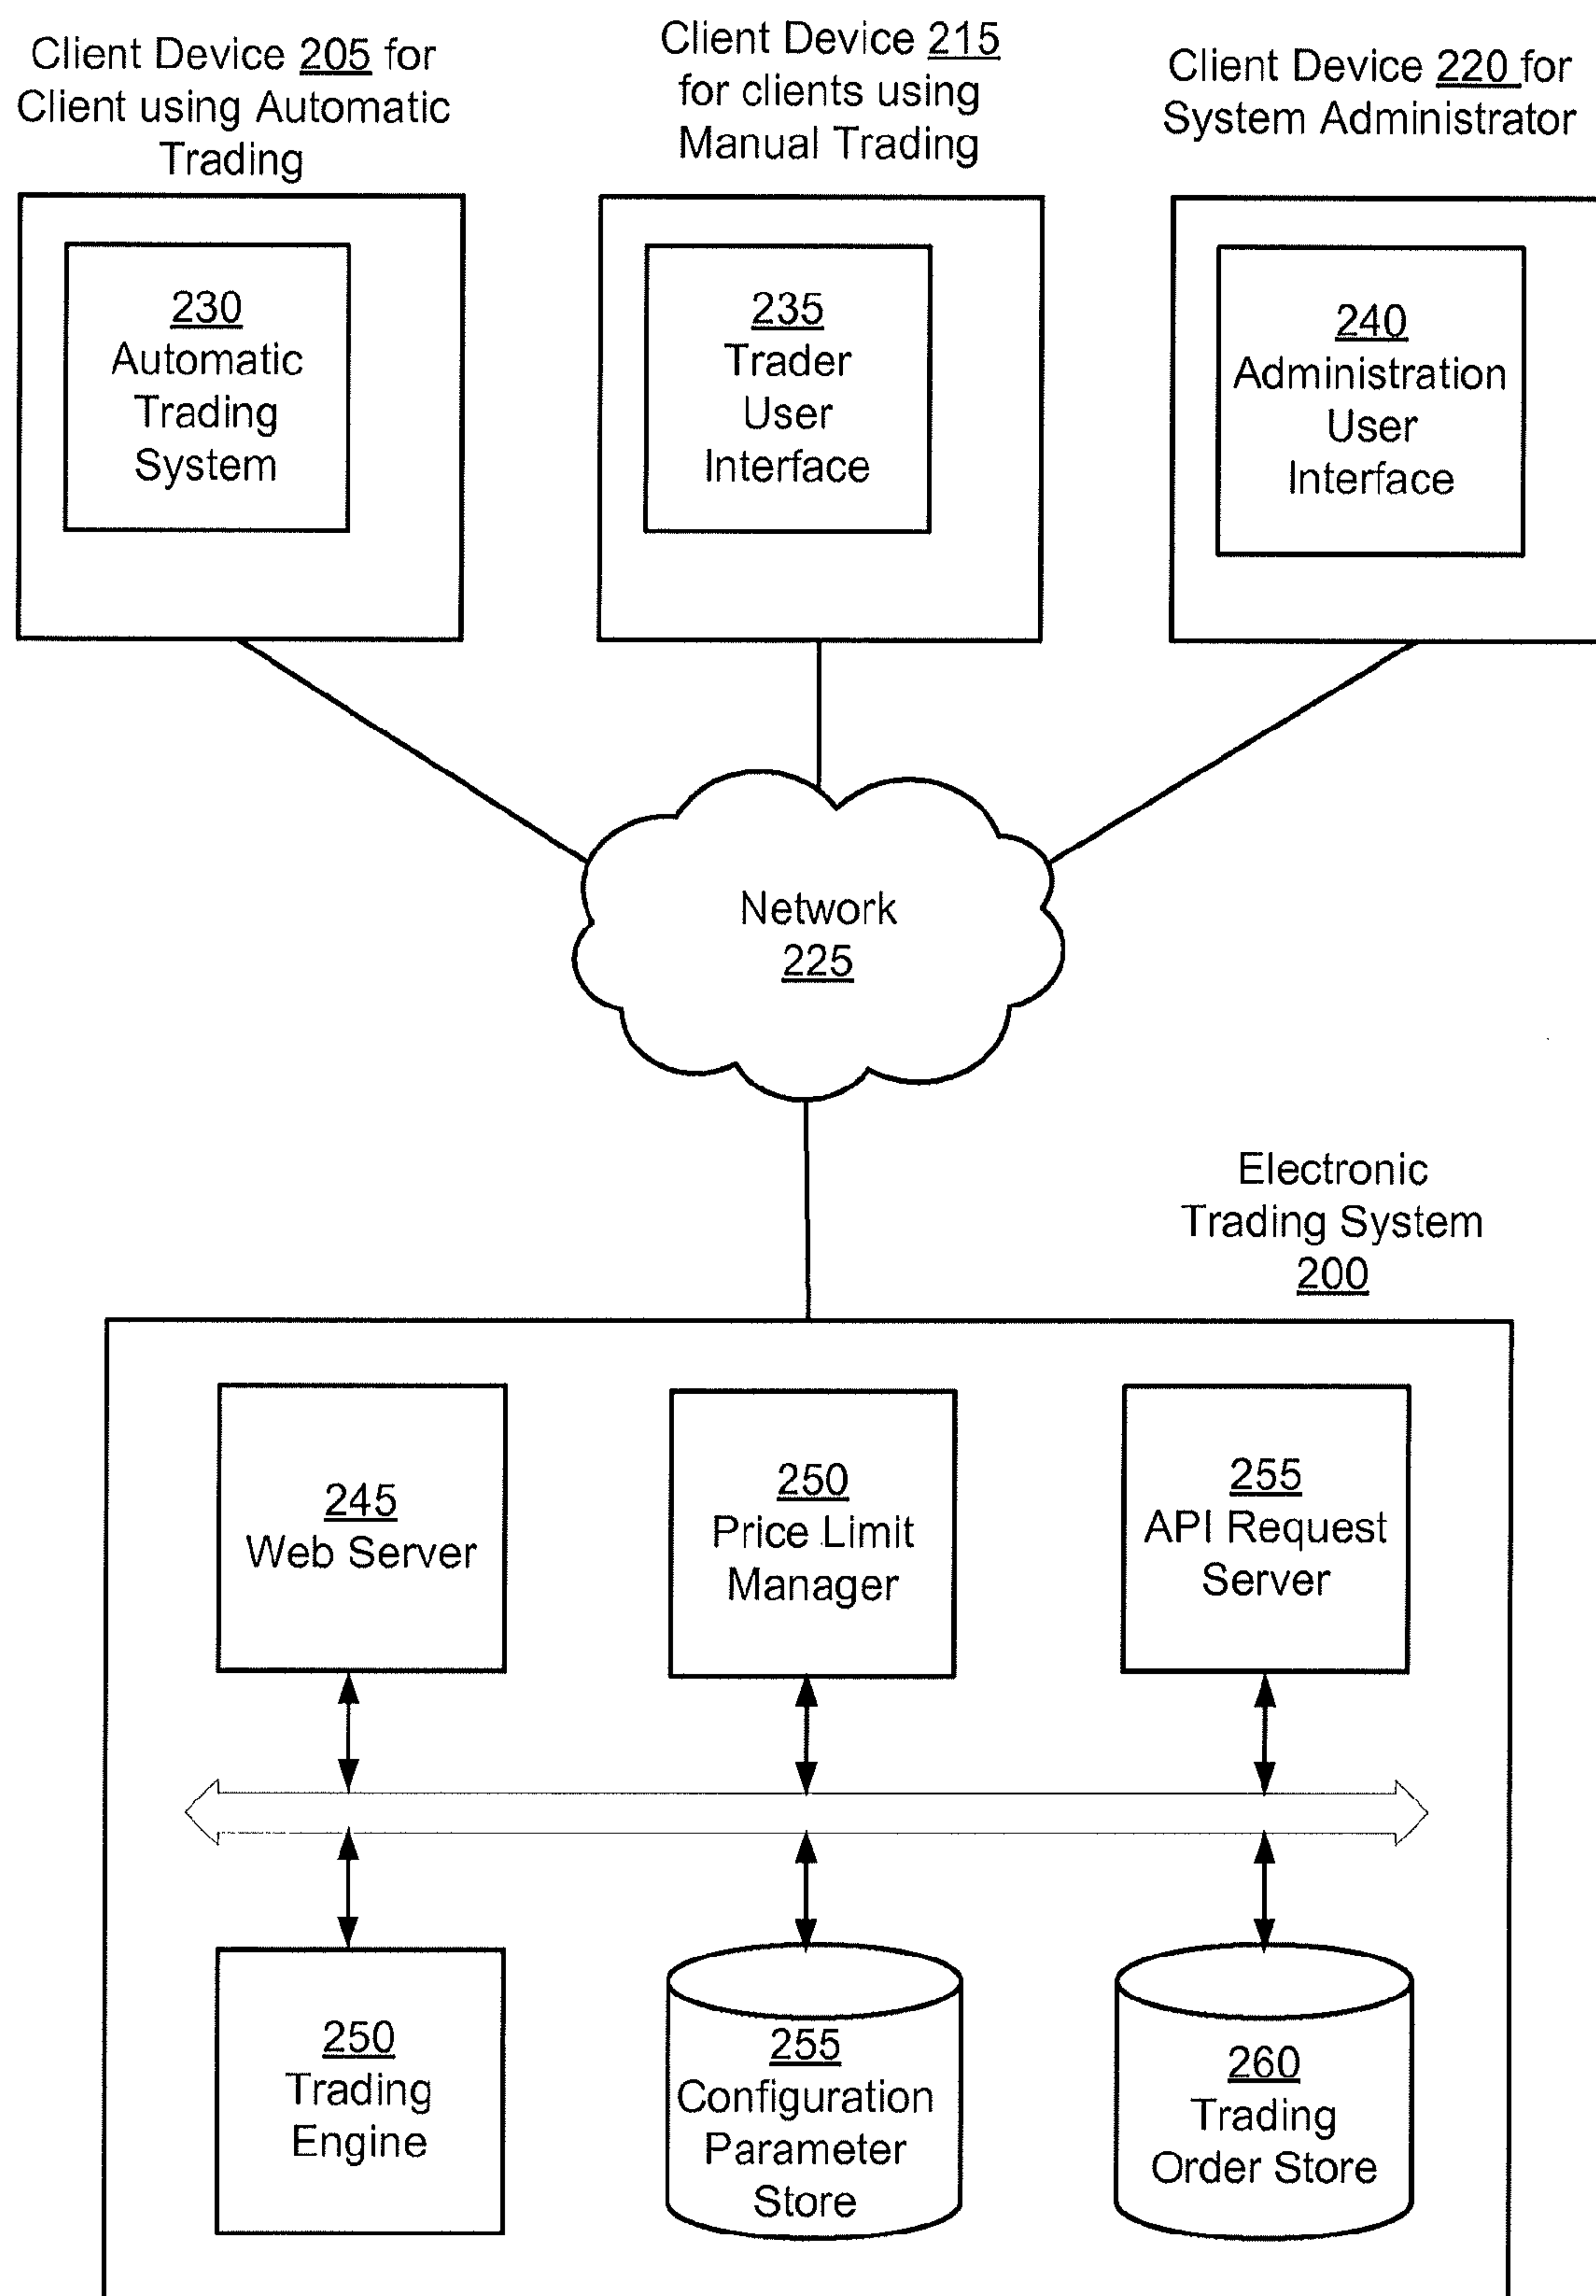 Client Device 205 for
Client using Automatic
Trading
Client Device 215
for clients using
Manual Trading
Client Device 220 for
System Administrator
230
Automatic
Trading
System
235
Trader
User
Interface
240
Administration
User
Interface
Network
225
Electronic
Trading System
200
245
Web Server
250
Price Limit
Manager
255
API Request
Server
250
Trading
Engine
255
Configuration
Parameter
Store
260
Trading
Order Store